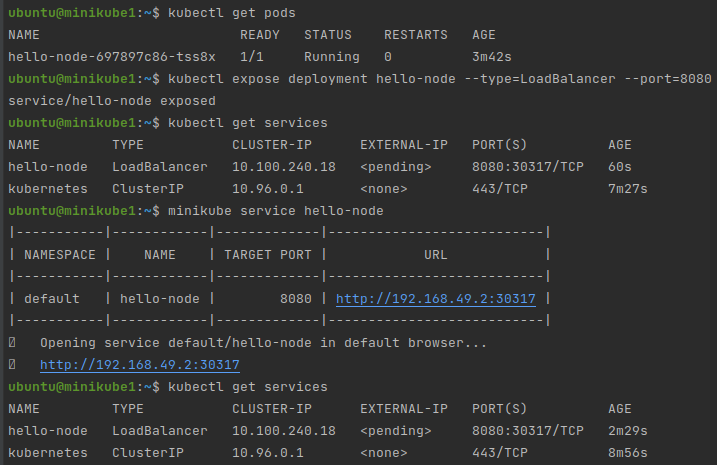 ubuntu@minikube1:~$ kubectl get pods
NAME                         READY   STATUS    RESTARTS   AGE
hello-node-697897c86-tss8x   1/1     Running   0          3m42s
ubuntu@minikube1:~$ kubectl expose deployment hello-node --type=LoadBalancer --port=8080
service/hello-node exposed
ubuntu@minikube1:~$ kubectl get services
NAME         TYPE           CLUSTER-IP      EXTERNAL-IP   PORT(S)          AGE
hello-node   LoadBalancer   10.100.240.18   <pending>     8080:30317/TCP   60s
kubernetes   ClusterIP      10.96.0.1       <none>        443/TCP          7m27s
ubuntu@minikube1:~$ minikube service hello-node
|-----------|------------|-------------|---------------------------|
| NAMESPACE |    NAME    | TARGET PORT |            URL            |
|-----------|------------|-------------|---------------------------|
| default   | hello-node |        8080 | http://192.168.49.2:30317 |
|-----------|------------|-------------|---------------------------|
Opening service default/hello-node in default browser...
http://192.168.49.2:30317
ubuntu@minikube1:~$ kubectl get services
NAME         TYPE           CLUSTER-IP      EXTERNAL-IP   PORT(S)          AGE
hello-node   LoadBalancer   10.100.240.18   <pending>     8080:30317/TCP   2m29s
kubernetes   ClusterIP      10.96.0.1       <none>        443/TCP          8m56s